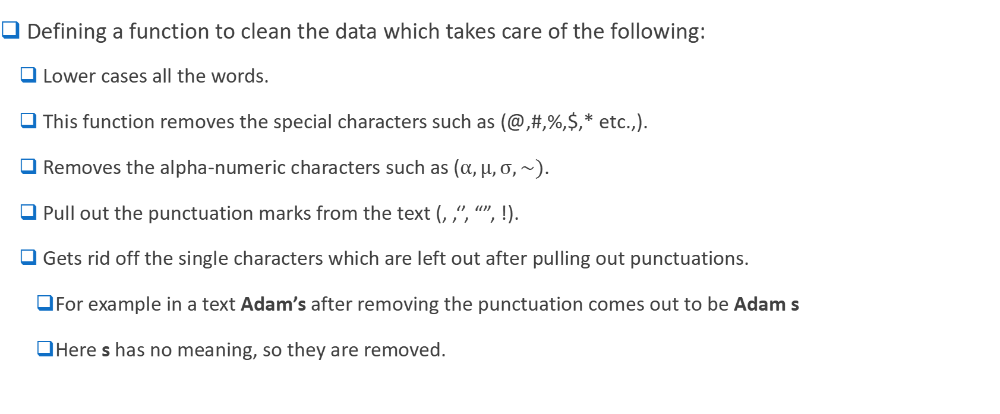 Defining a function to clean the data which takes care of the following:
Lower cases all the words.
This function removes the special characters such as (@,#,%,$,* etc.,).
Removes the alpha-numeric characters such as (α, μ, σ, ~).
Pull out the punctuation marks from the text (, ,‘’, “”, !).
Gets rid off the single characters which are left out after pulling out punctuations.
For example in a text Adam’s after removing the punctuation comes out to be Adam s
Here s has no meaning, so they are removed.